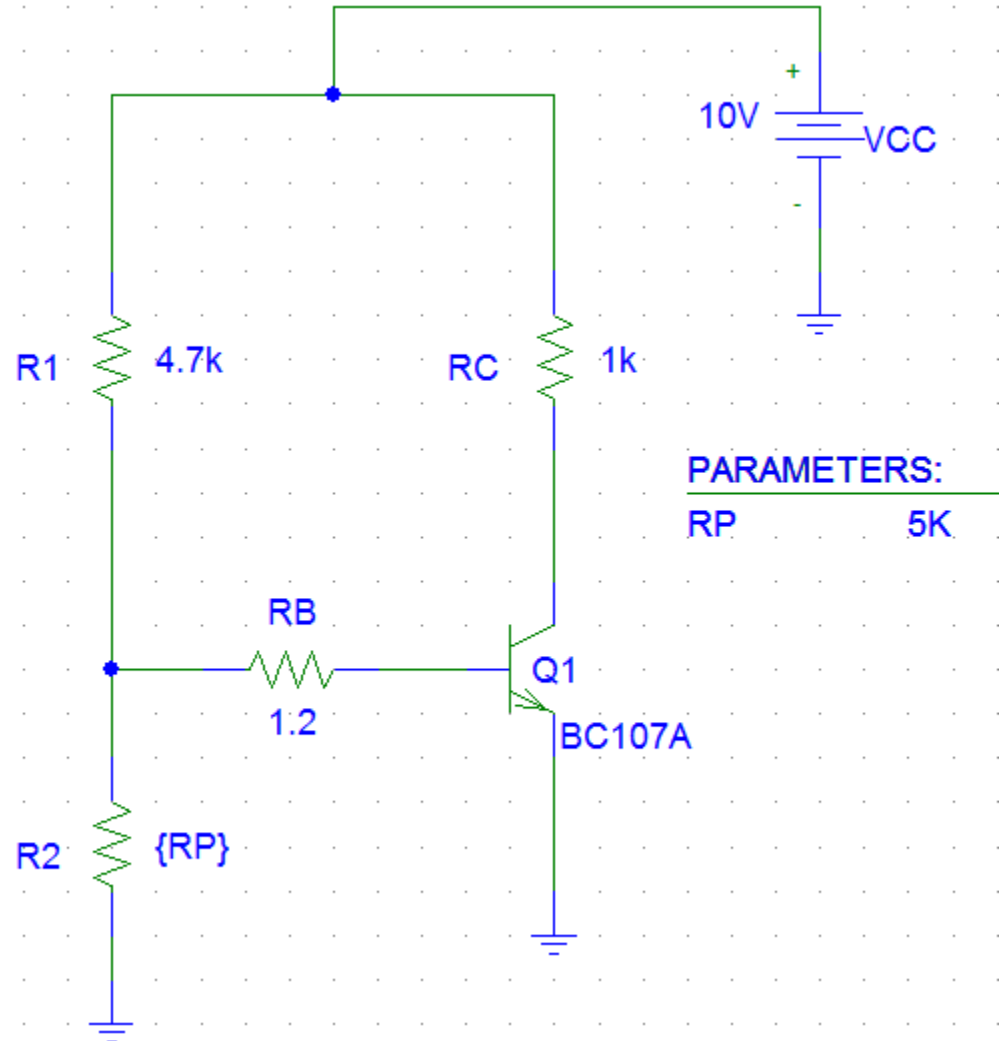 +
10V
VCC
-
R1
4.7k
RC
1k
PARAMETERS:
RP 5K
RB
1.2
Q1
BC107A
R2
{RP}